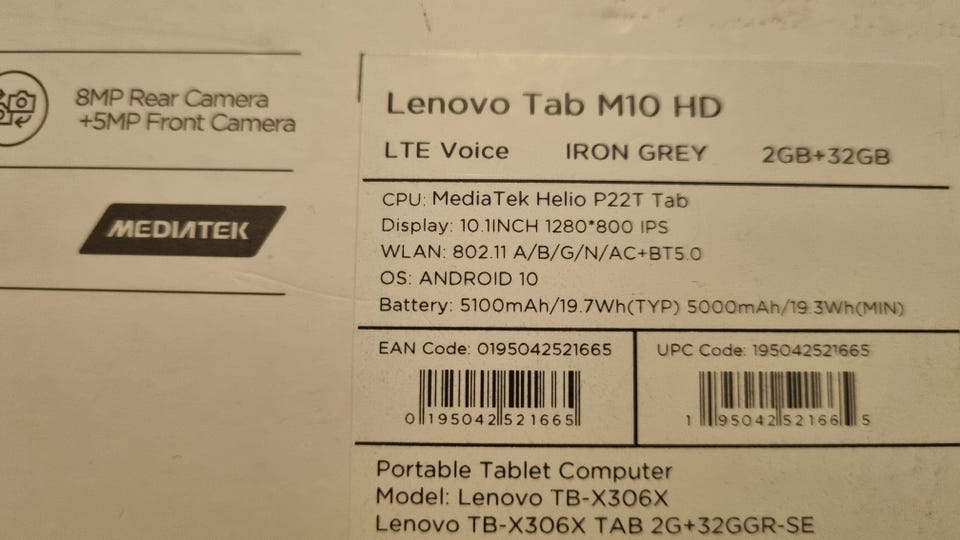 8MP Rear Camera
+5MP Front Camera
MEDIATEK
Lenovo Tab M10 HD
LTE Voice IRON GREY 2GB+32GB
CPU: MediaTek Helio P22T Tab
Display: 10.1INCH 1280*800 IPS
WLAN: 802.11 A/B/G/N/AC+BT5.0
OS: ANDROID 10
Battery: 5100mAh/19.7Wh(TYP) 5000mAh/19.3Wh(MIN)
EAN Code: 0195042521665
0 195042 521665
UPC Code: 195042521665
1 95042 52166 5
Portable Tablet Computer
Model: Lenovo TB-X306X
Lenovo TB-X306X TAB 2G+32GGR-SE